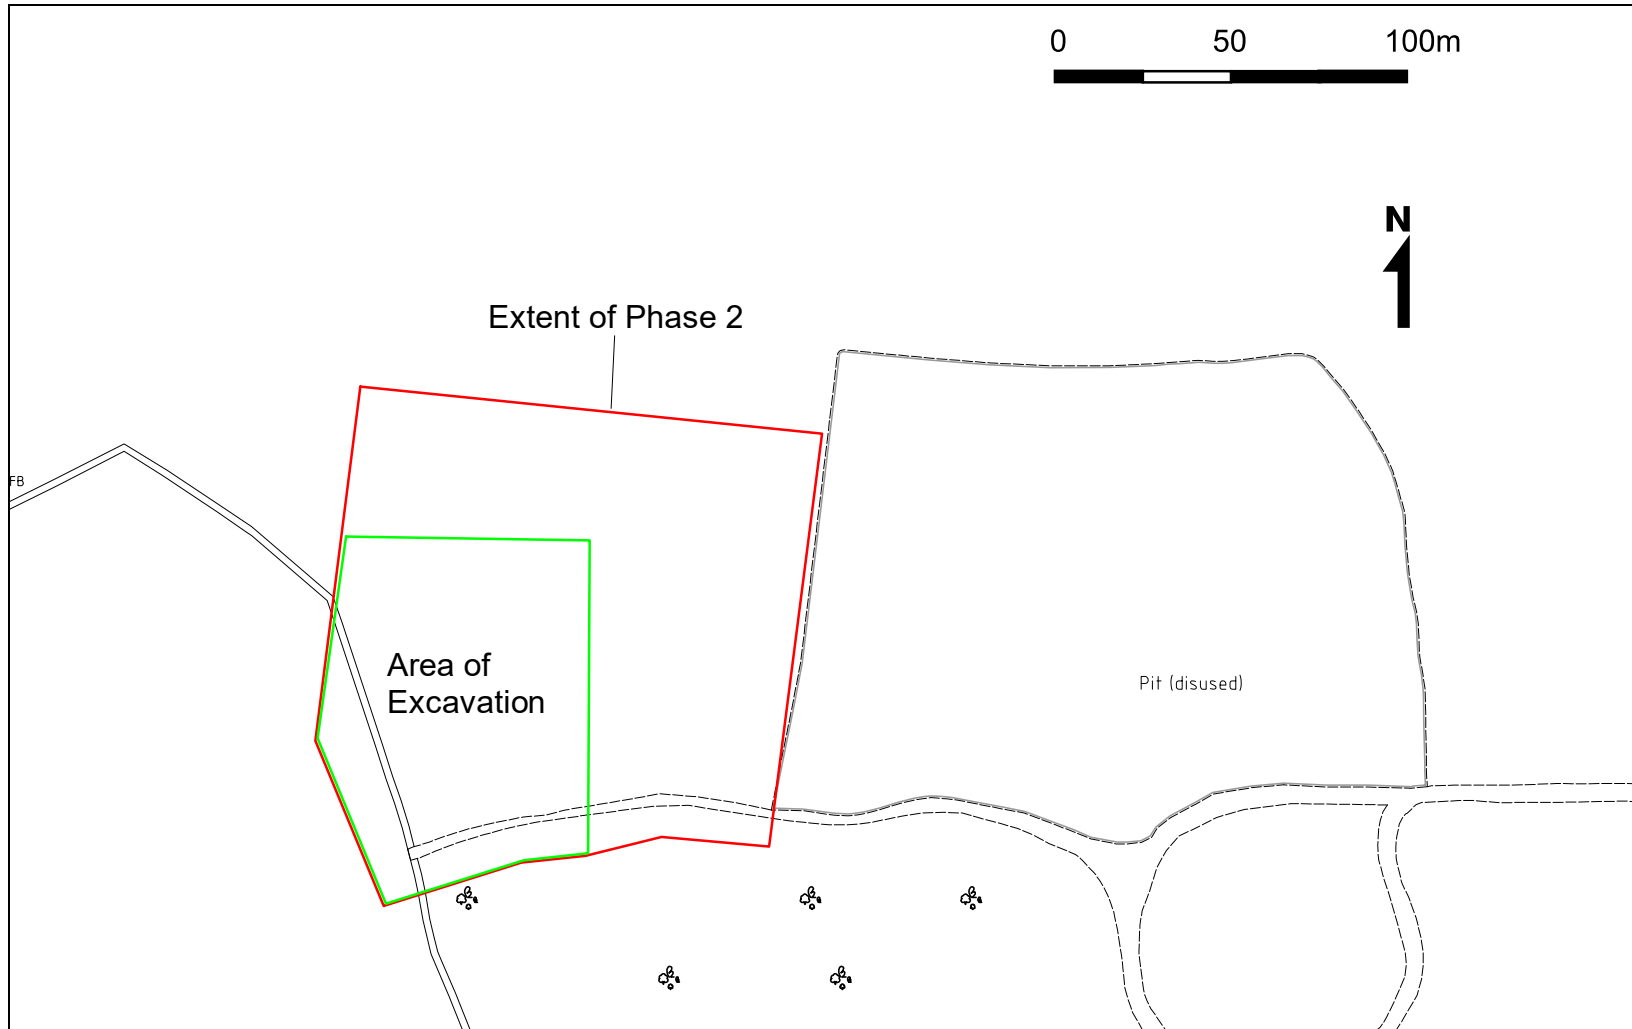 0 50 100m
N
Extent of Phase 2
FB
Area of
Excavation
Pit (disused)